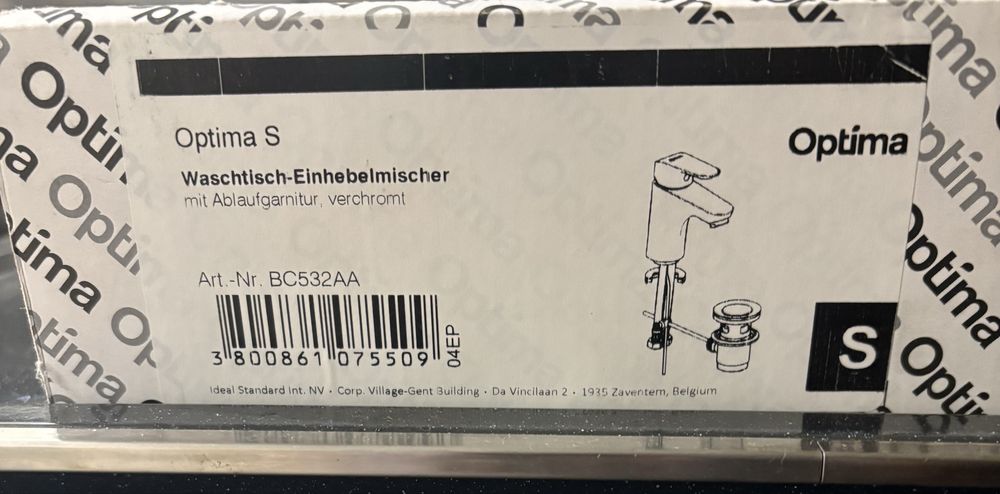 Optima S
Optima
Waschtisch-Einhebelmischer
mit Ablaufgarnitur, verchromt
Art.-Nr. BC532AA
3 800861 075509
04EP
S
Ideal Standard Int. NV · Corp. Village-Gent Building · Da Vincilaan 2 · 1935 Zaventem, Belgium